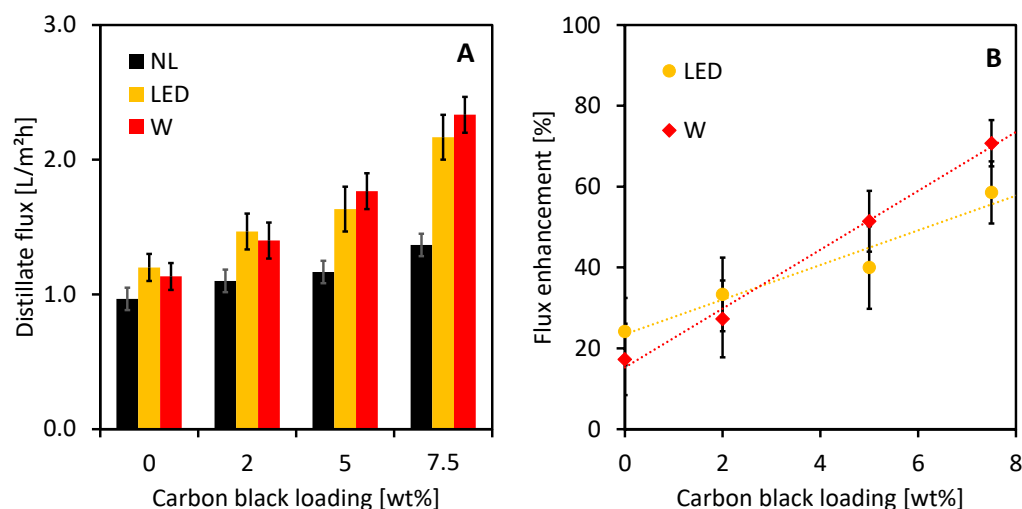 A
NL
LED
W
3.0
2.0
1.0
0.0
Distillate flux [L/m²h]
0 2 5 7.5
Carbon black loading [wt%]
B
LED
W
100
80
60
40
20
0
Flux enhancement [%]
0 2 4 6 8
Carbon black loading [wt%]